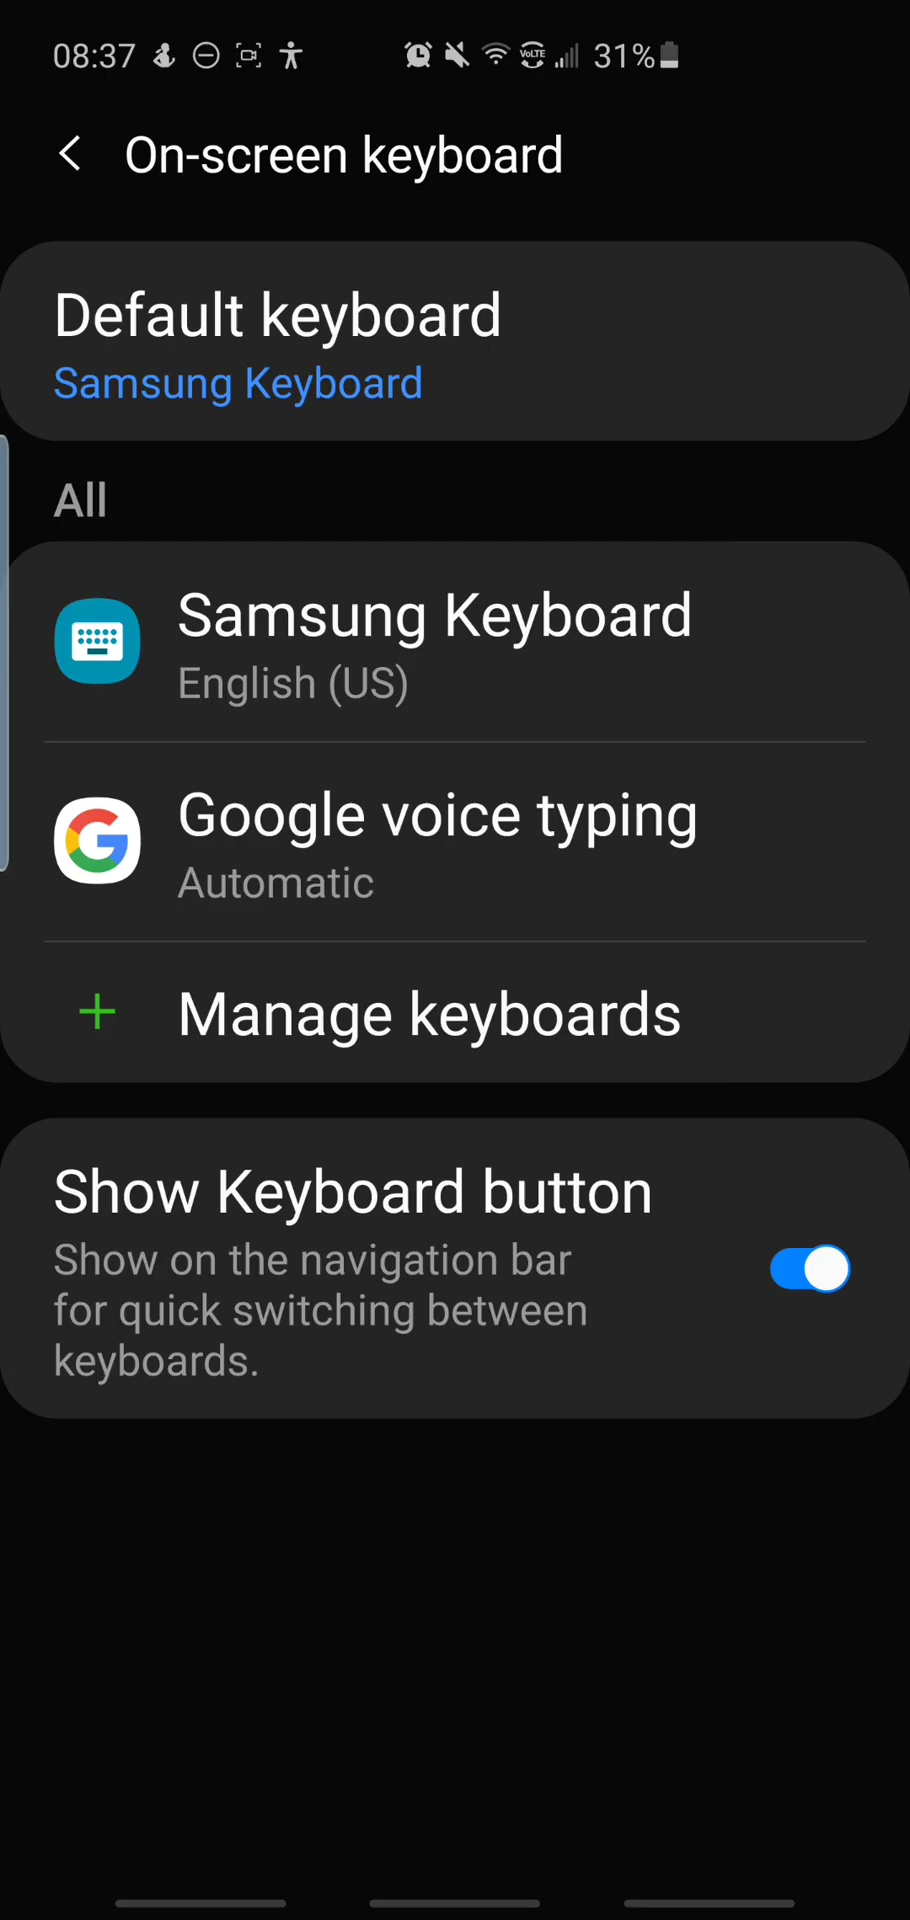 08:37 VoLTE 31%
On-screen keyboard
Default keyboard
Samsung Keyboard
All
Samsung Keyboard
English (US)
Google voice typing
Automatic
Manage keyboards
Show Keyboard button
Show on the navigation bar
for quick switching between
keyboards.